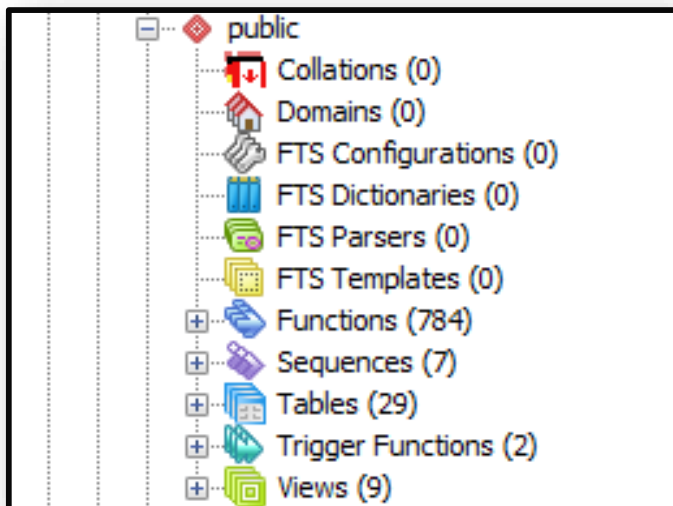 public
Collations (0)
Domains (0)
FTS Configurations (0)
FTS Dictionaries (0)
FTS Parsers (0)
FTS Templates (0)
Functions (784)
Sequences (7)
Tables (29)
Trigger Functions (2)
Views (9)